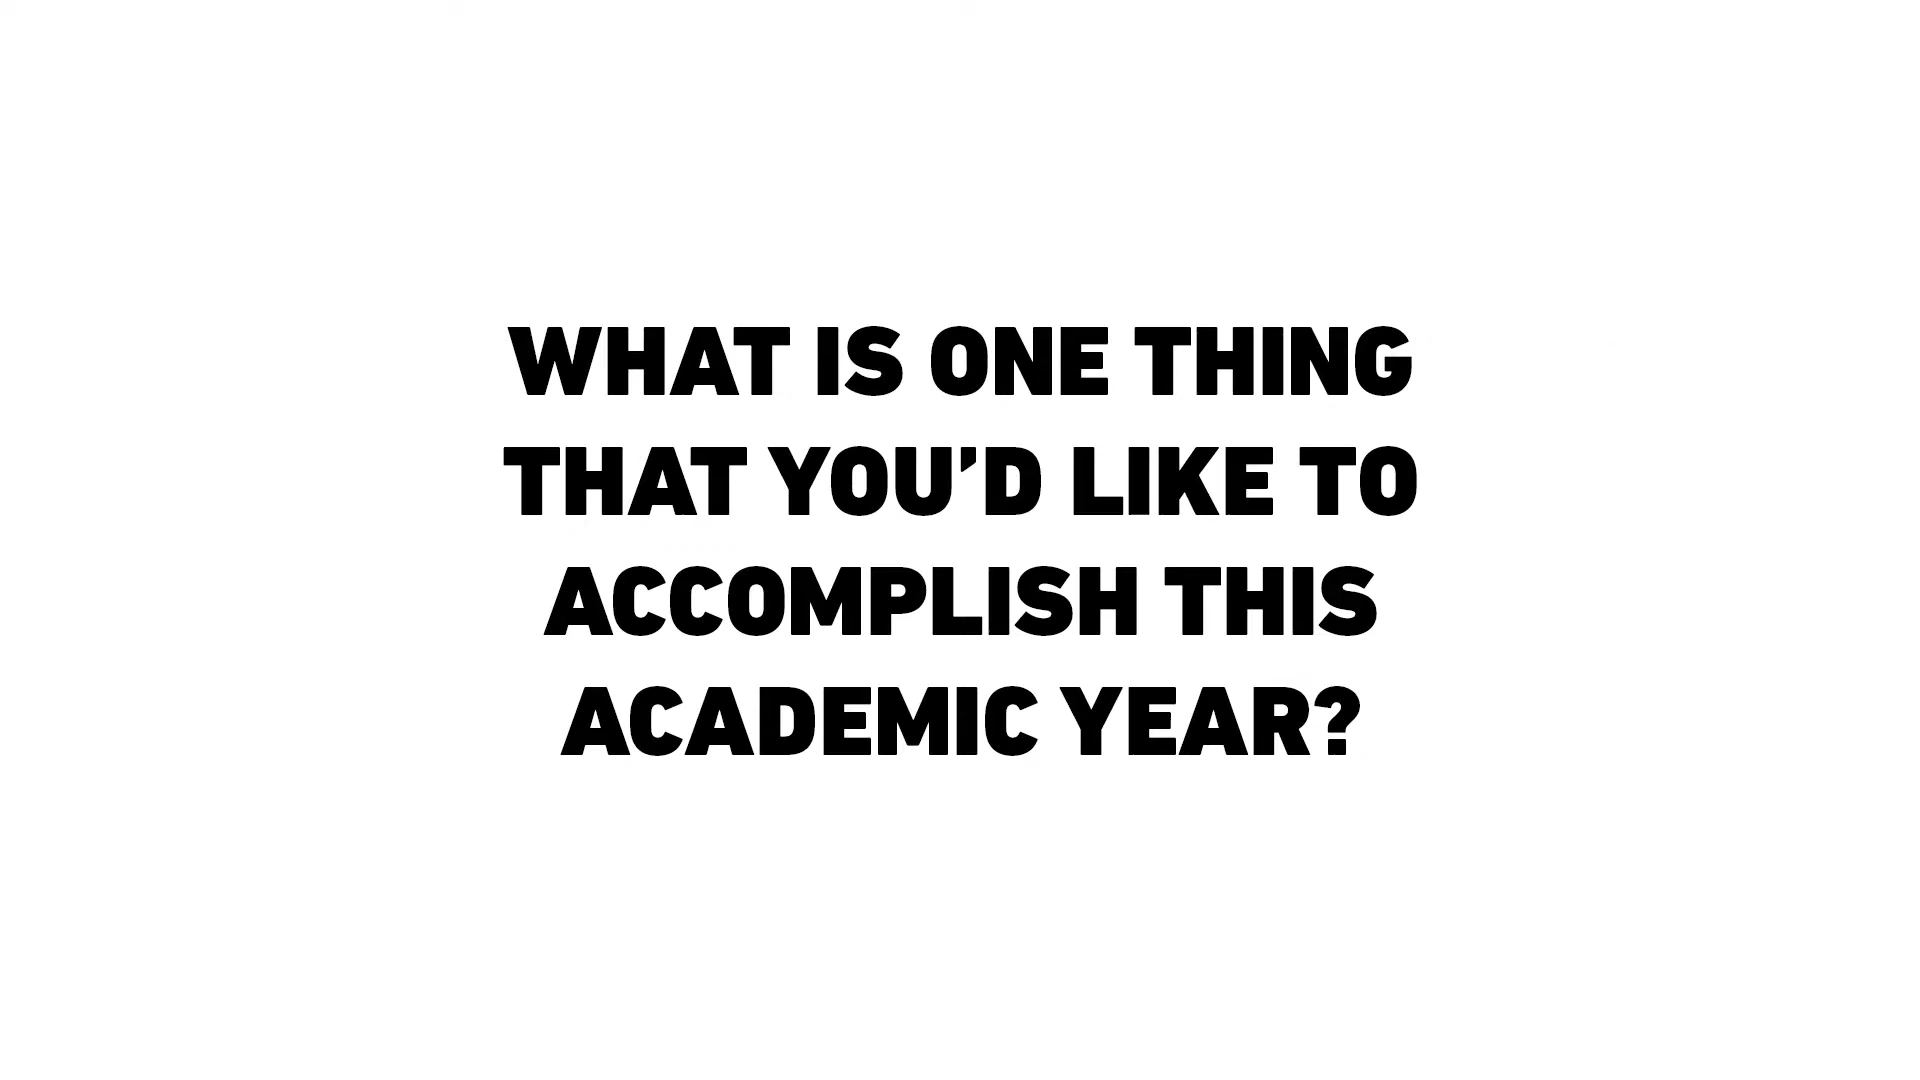 WHAT IS ONE THING
THAT YOU’D LIKE TO
ACCOMPLISH THIS
ACADEMIC YEAR?